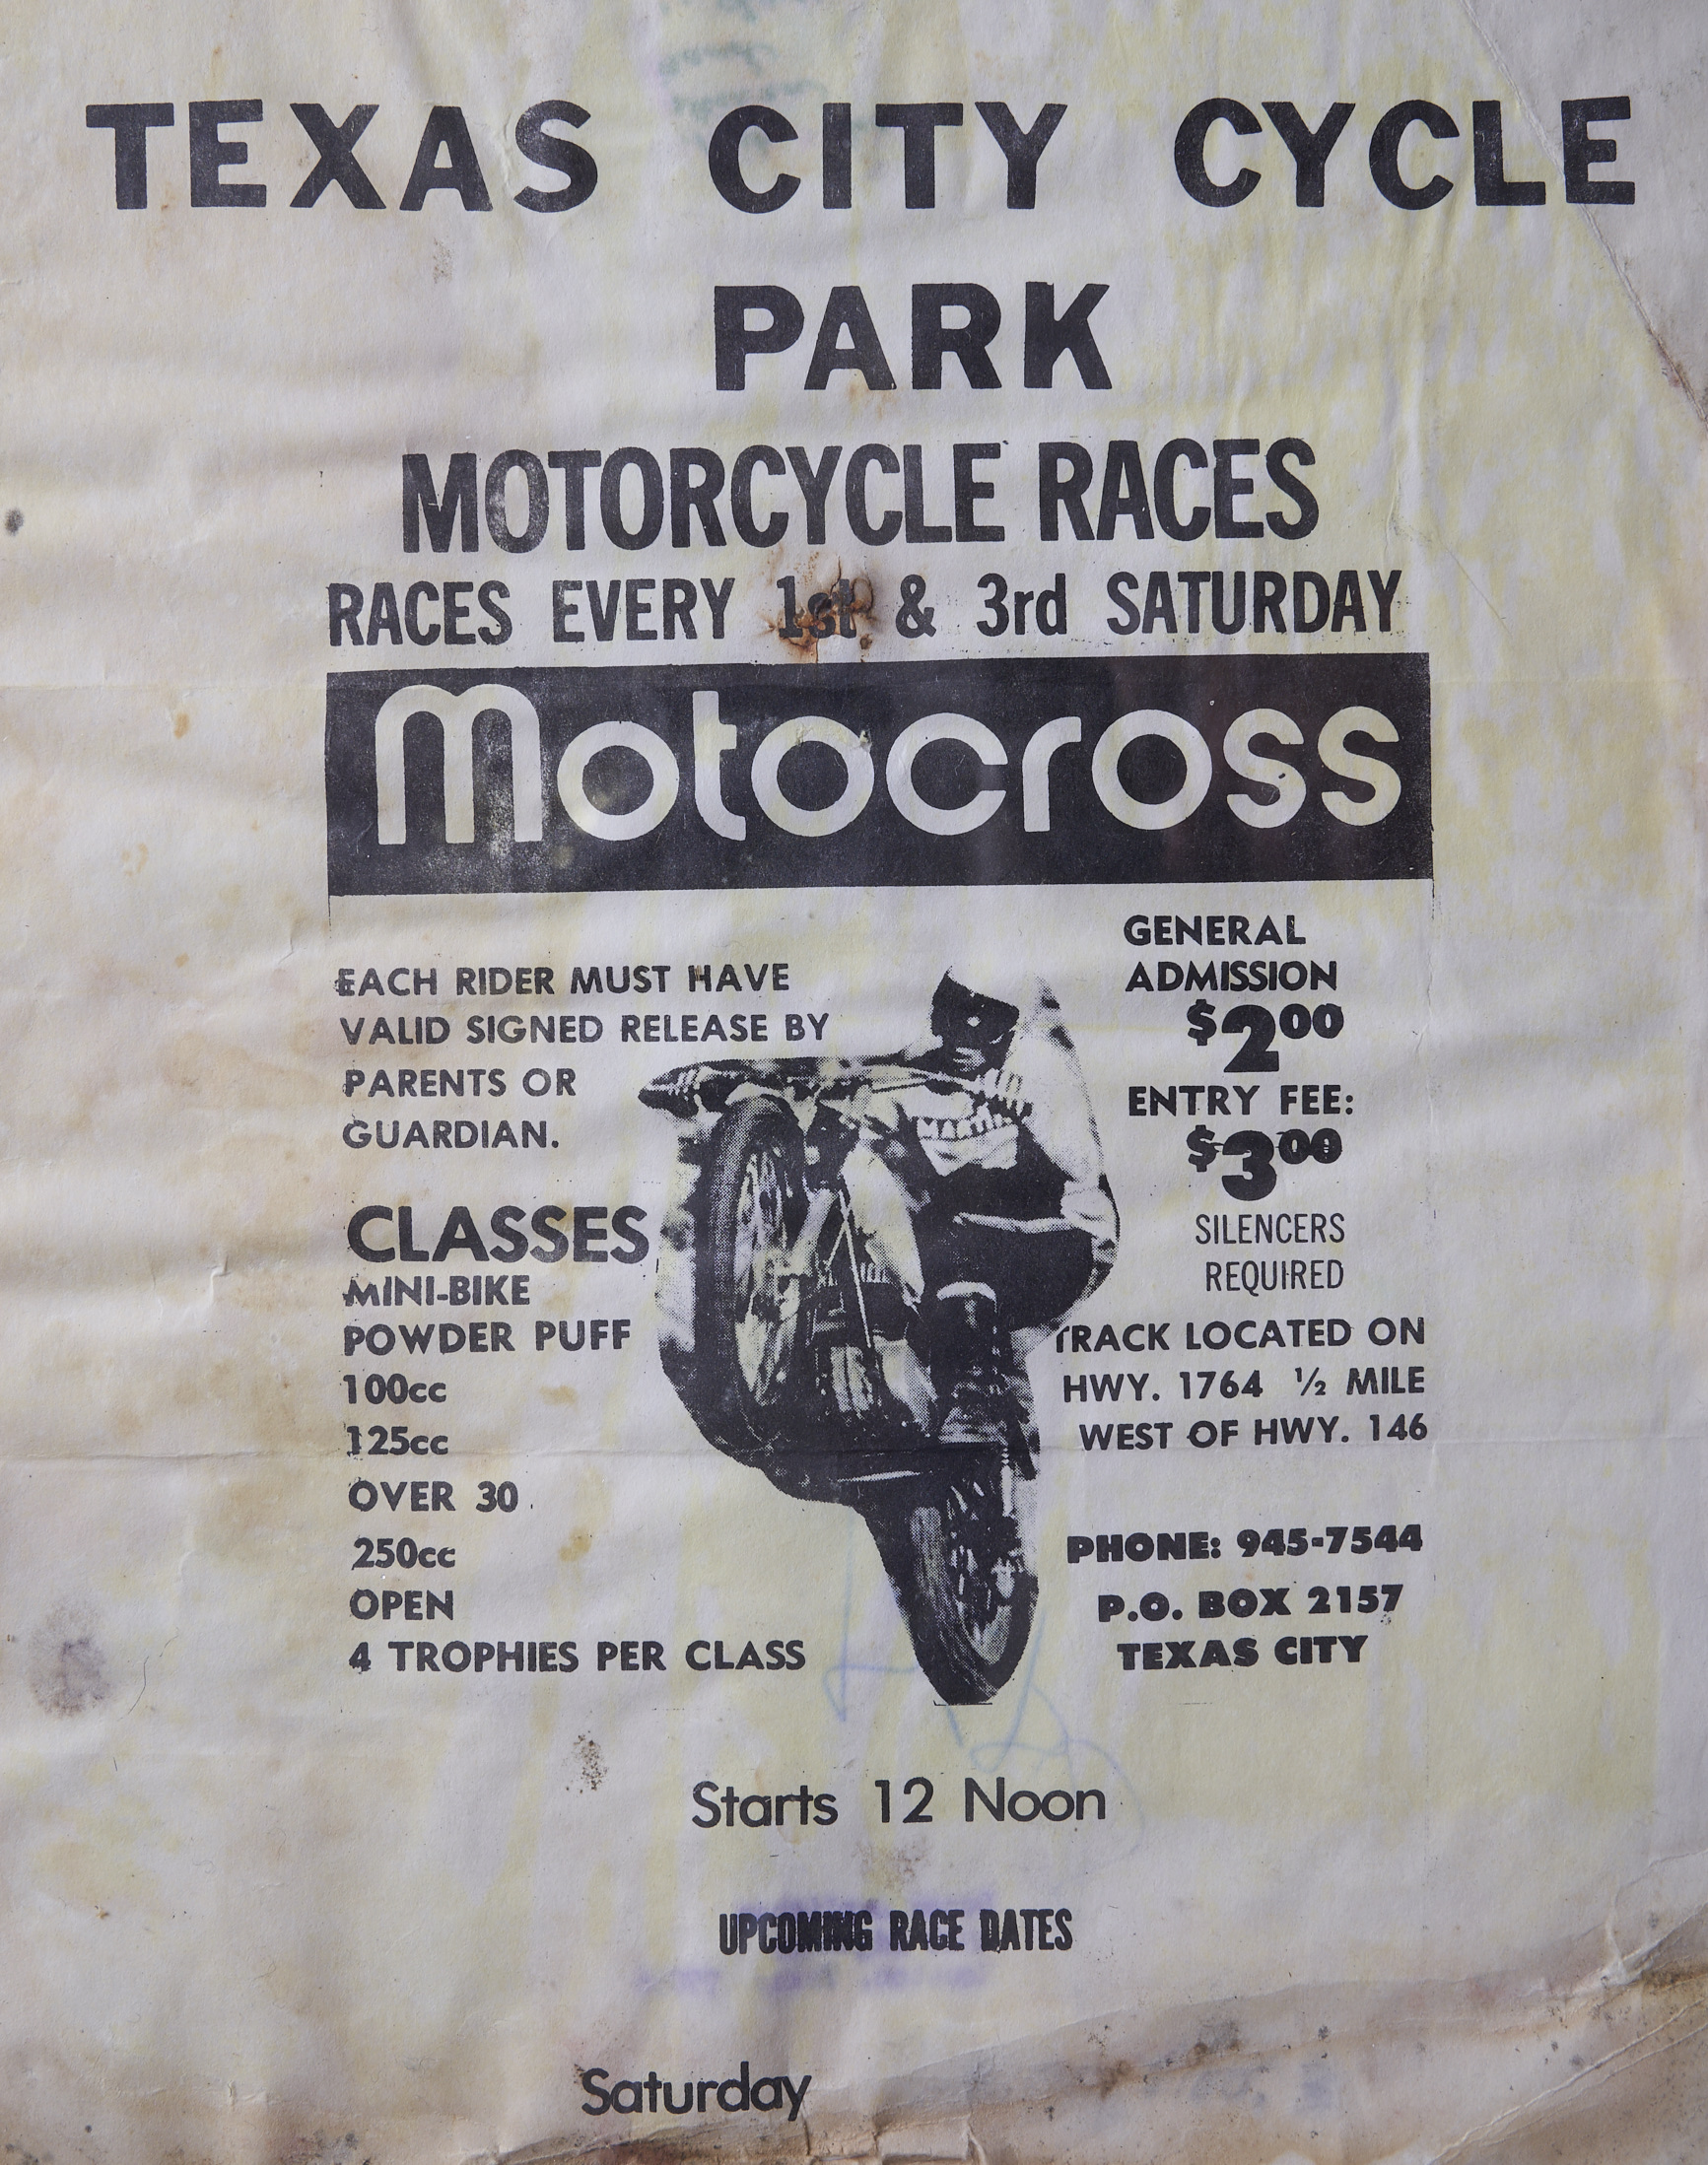 TEXAS CITY CYCLE
PARK
MOTORCYCLE RACES
RACES EVERY 1st & 3rd SATURDAY
Motocross
EACH RIDER MUST HAVE
VALID SIGNED RELEASE BY
PARENTS OR
GUARDIAN.
CLASSES
MINI-BIKE
POWDER PUFF
100cc
125cc
OVER 30
250cc
OPEN
4 TROPHIES PER CLASS
GENERAL
ADMISSION
$2.00
ENTRY FEE:
$3.00
SILENCERS
REQUIRED
TRACK LOCATED ON
HWY. 1764 ½ MILE
WEST OF HWY. 146
PHONE: 945-7544
P.O. BOX 2157
TEXAS CITY
Starts 12 Noon
UPCOMING RACE DATES
Saturday